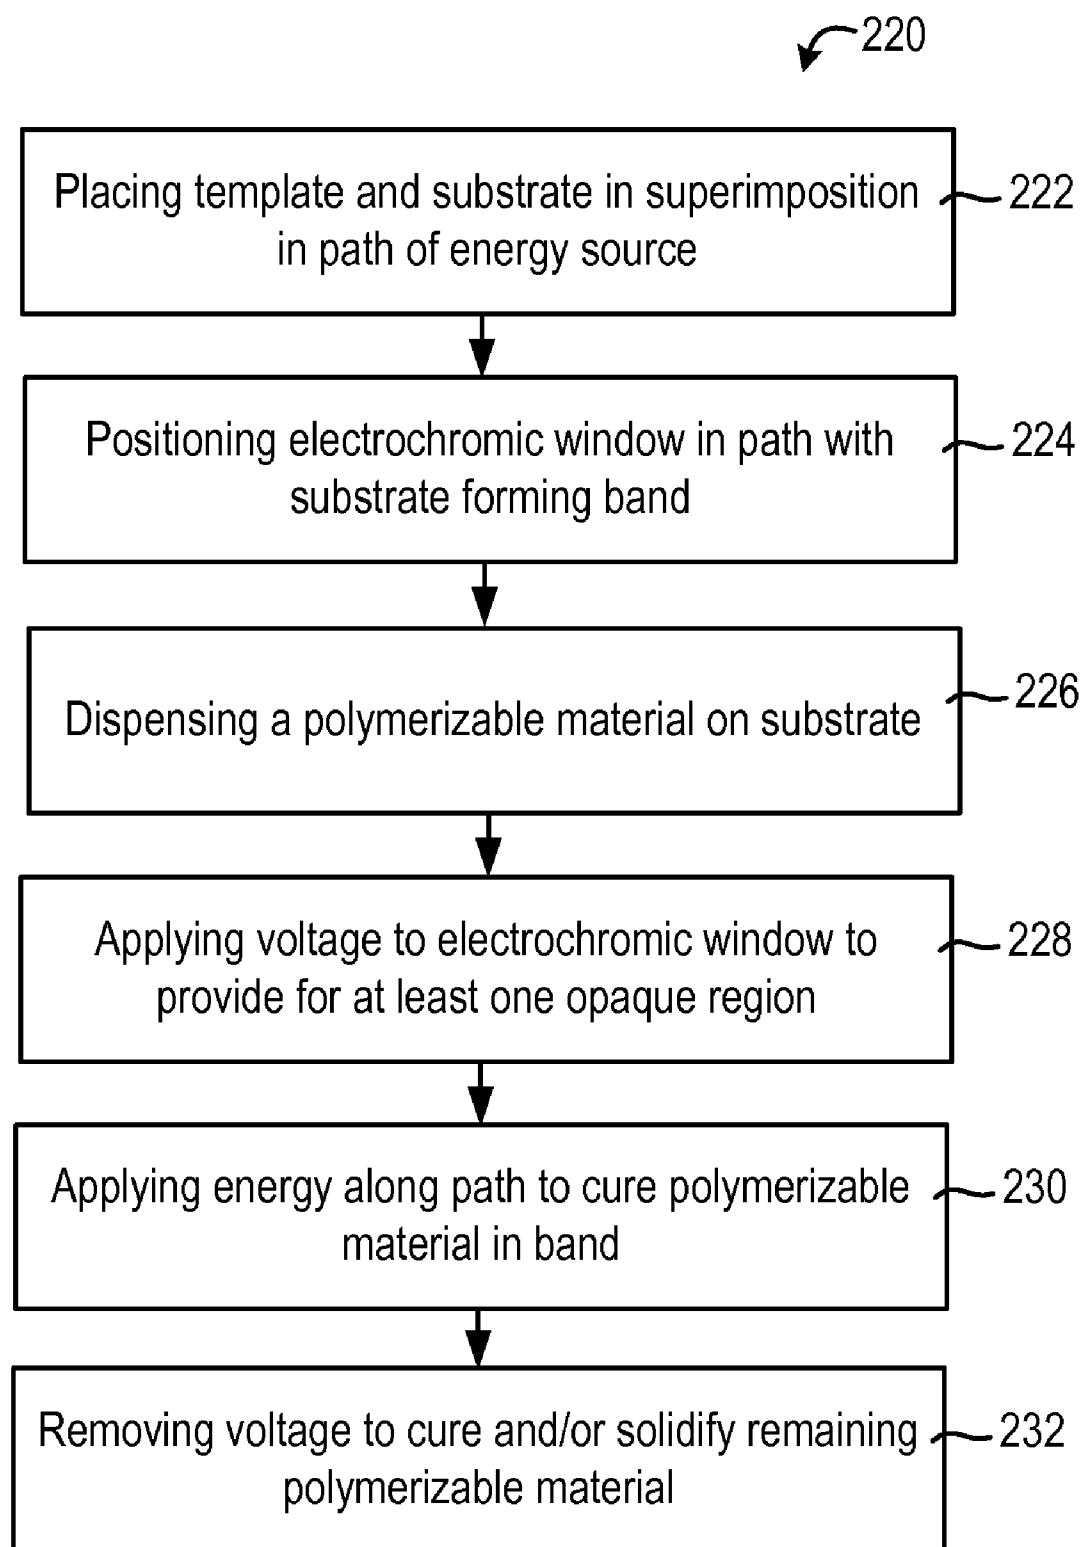 220
Placing template and substrate in superimposition
in path of energy source
222
Positioning electrochromic window in path with
substrate forming band
224
Dispensing a polymerizable material on substrate
226
Applying voltage to electrochromic window to
provide for at least one opaque region
228
Applying energy along path to cure polymerizable
material in band
230
Removing voltage to cure and/or solidify remaining
polymerizable material
232